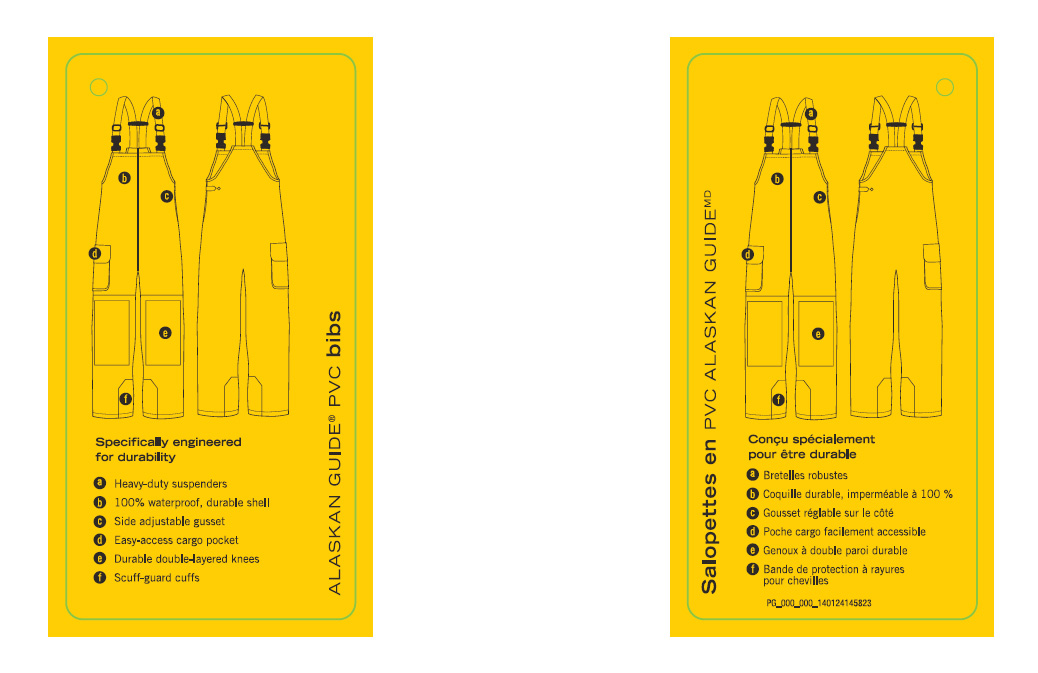 a
b
c
d
e
f
ALASKAN GUIDE® PVC bibs
Specifically engineered
for durability
a Heavy-duty suspenders
b 100% waterproof, durable shell
c Side adjustable gusset
d Easy-access cargo pocket
e Durable double-layered knees
f Scuff-guard cuffs
a
b
c
d
e
f
Salopettes en PVC ALASKAN GUIDEMD
Conçu spécialement
pour être durable
a Bretelles robustes
b Coquille durable, imperméable à 100 %
c Gousset réglable sur le côté
d Poche cargo facilement accessible
e Genoux à double paroi durable
f Bande de protection à rayures
pour chevilles
PG_000_000_140124145823